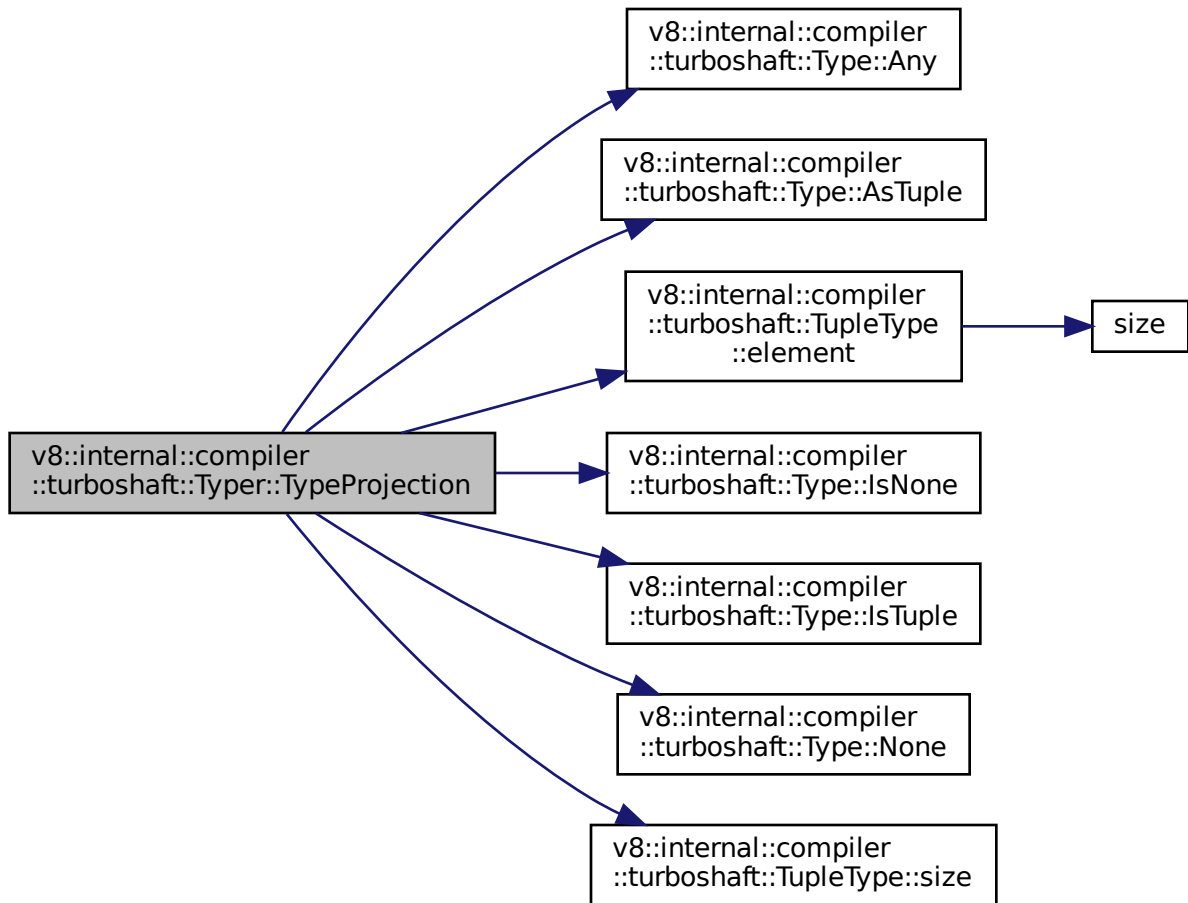 v8::internal::compiler
::turboshaft::Type::Any
v8::internal::compiler
::turboshaft::Type::AsTuple
v8::internal::compiler
::turboshaft::TupleType
::element
size
v8::internal::compiler
::turboshaft::Typer::TypeProjection
v8::internal::compiler
::turboshaft::Type::IsNone
v8::internal::compiler
::turboshaft::Type::IsTuple
v8::internal::compiler
::turboshaft::Type::None
v8::internal::compiler
::turboshaft::TupleType::size